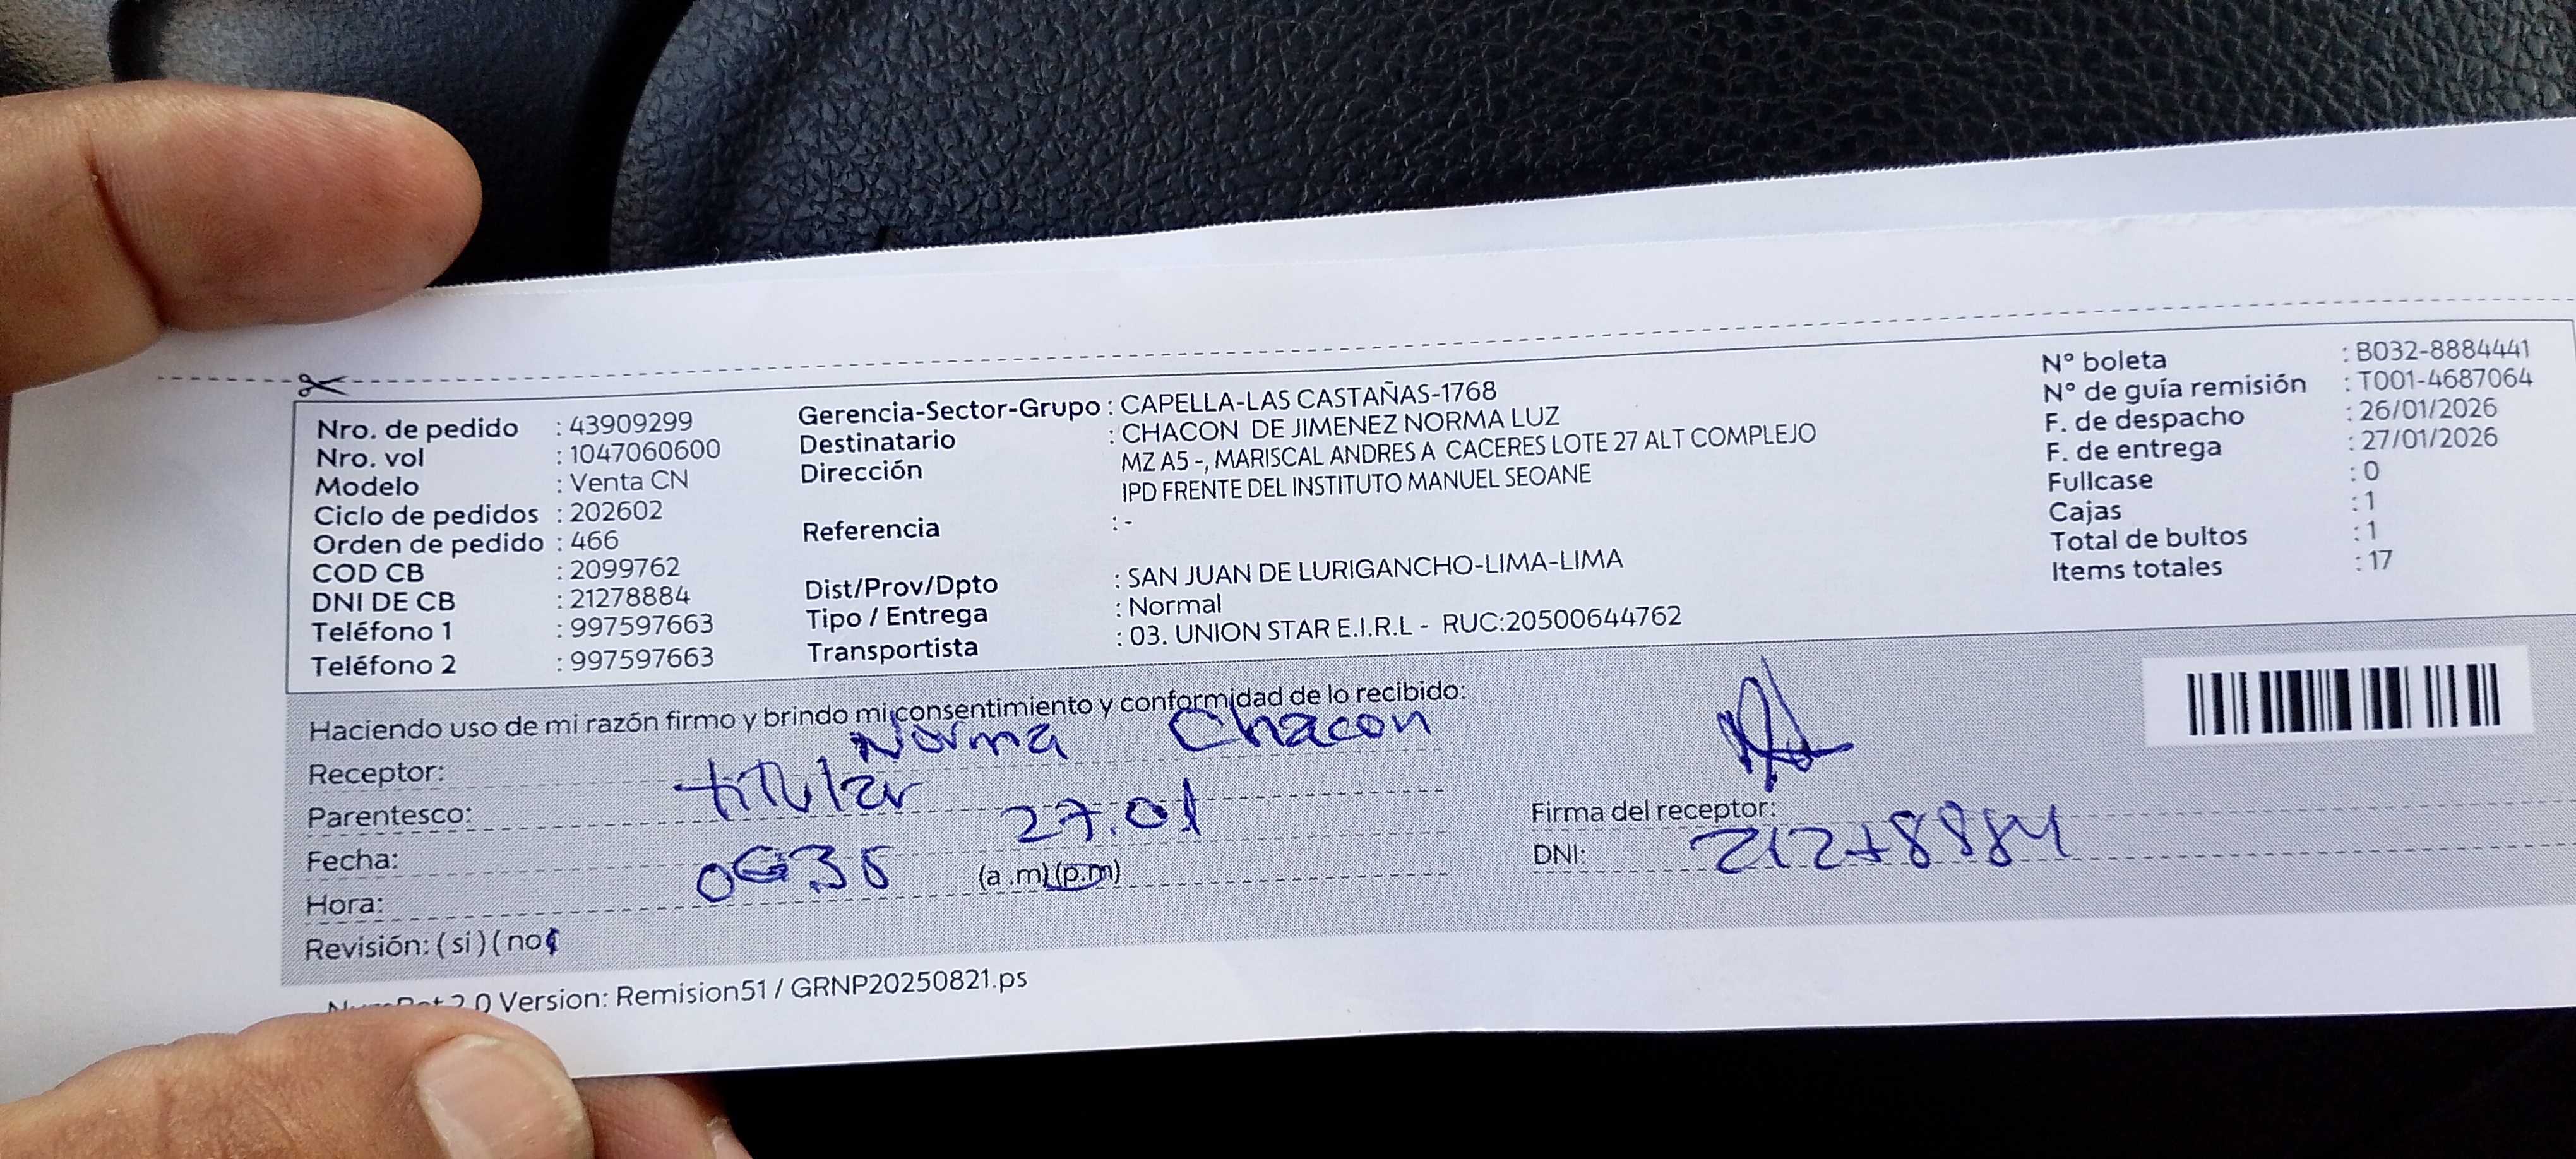 Nro. de pedido : 43909299
Nro. vol : 1047060600
Modelo : Venta CN
Ciclo de pedidos : 202602
Orden de pedido : 466
COD CB : 2099762
DNI DE CB : 21278884
Teléfono 1 : 997597663
Teléfono 2 : 997597663
Gerencia-Sector-Grupo : CAPELLA-LAS CASTAÑAS-1768
Destinatario : CHACON DE JIMENEZ NORMA LUZ
Dirección MZ A5 -, MARISCAL ANDRES A CACERES LOTE 27 ALT COMPLEJO
IPD FRENTE DEL INSTITUTO MANUEL SEOANE
Referencia : -
Dist/Prov/Dpto : SAN JUAN DE LURIGANCHO-LIMA-LIMA
Tipo / Entrega : Normal
Transportista : 03. UNION STAR E.I.R.L - RUC:20500644762
N° boleta : B032-8884441
N° de guía remisión : T001-4687064
F. de despacho : 26/01/2026
F. de entrega : 27/01/2026
Fullcase : 0
Cajas : 1
Total de bultos : 1
Items totales : 17
Haciendo uso de mi razón firmo y brindo mi consentimiento y conformidad de lo recibido:
Receptor: Norma Chacon
Parentesco: titular
Fecha: 27.01
Hora: (a .m) (p.m)
Revisión: ( si ) ( no
Firma del receptor:
DNI: 21278884
2.0 Version: Remision51 / GRNP20250821.ps